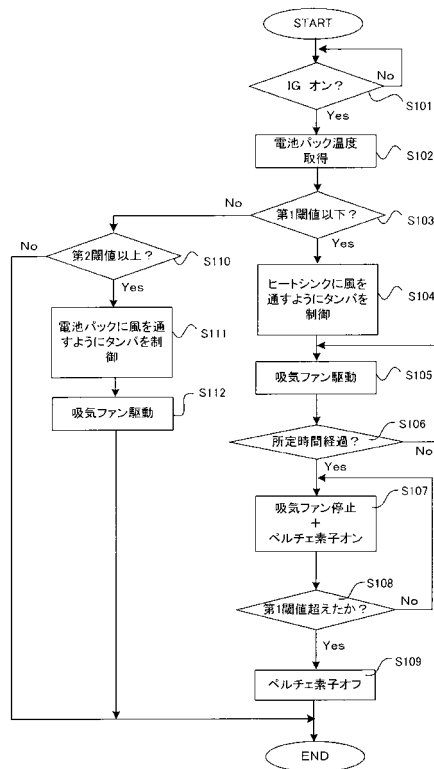 START
IG オン？
No
S101
Yes
電池パック温度
取得
S102
No
第1閾値以下？
S103
Yes
No
第2閾値以上？
S110
Yes
ヒートシンクに風を
通すようにダンパを
制御
S104
電池パックに風を通
すようにダンパを制
御
S111
吸気ファン駆動
S105
吸気ファン駆動
S112
所定時間経過？
S106
No
Yes
吸気ファン停止
＋
ペルチェ素子オン
S107
第1閾値超えたか？
S108
No
Yes
ペルチェ素子オフ
S109
END